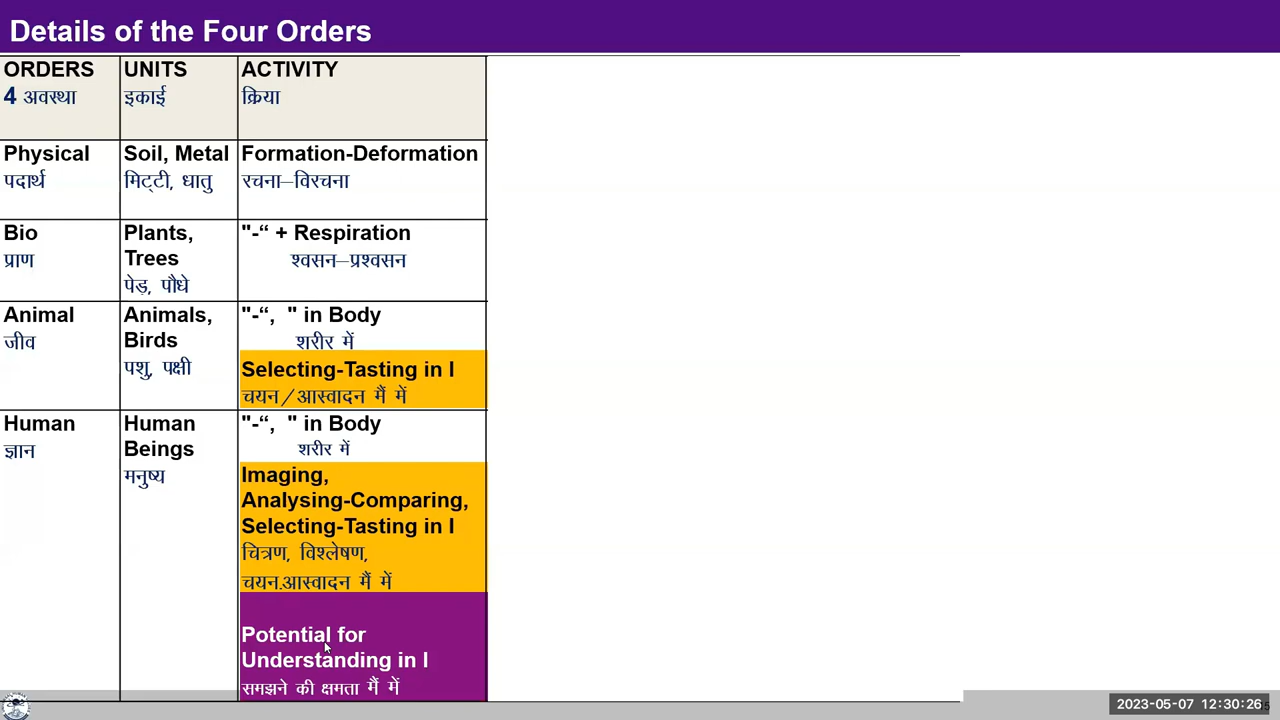 Details of the Four Orders
ORDERS
4 अवस्था
UNITS
इकाई
ACTIVITY
क्रिया
Physical
पदार्थ
Soil, Metal
मिट्टी, धातु
Formation-Deformation
रचना–विरचना
Bio
प्राण
Plants,
Trees
पेड़, पौधे
"-“ + Respiration
श्वसन–प्रश्वसन
Animal
जीव
Animals,
Birds
पशु, पक्षी
"-“, " in Body
शरीर में
Selecting-Tasting in I
चयन/आस्वादन मैं में
Human
ज्ञान
Human
Beings
मनुष्य
"-“, " in Body
शरीर में
Imaging,
Analysing-Comparing,
Selecting-Tasting in I
चित्रण, विश्लेषण,
चयन.आस्वादन मैं में
Potential for
Understanding in I
समझने की क्षमता मैं में
2023-05-07 12:30:26